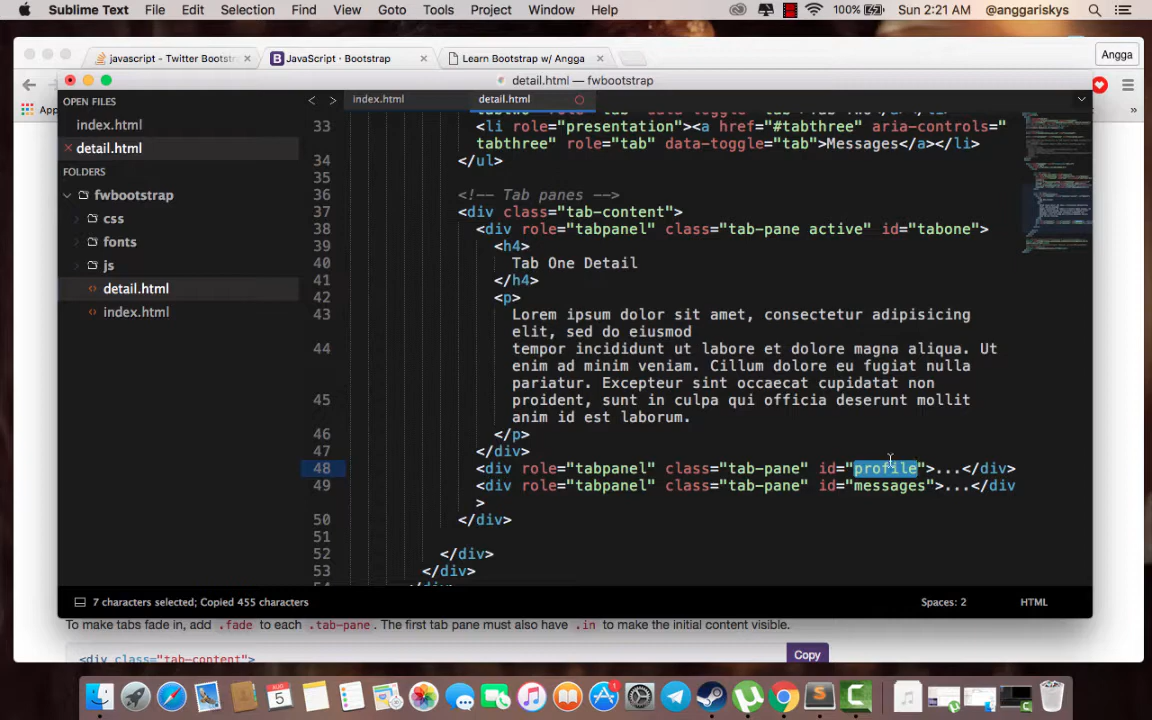 Sublime Text File Edit Selection Find View Goto Tools Project Window Help 100% Sun 2:21 AM @anggariskys
javascript - Twitter Bootst JavaScript · Bootstrap Learn Bootstrap w/ Angga Angga
detail.html — fwbootstrap
App
OPEN FILES
index.html
detail.html
FOLDERS
fwbootstrap
css
fonts
js
detail.html
index.html
index.html detail.html
33 <li role="presentation"><a href="#tabthree" aria-controls="
tabthree" role="tab" data-toggle="tab">Messages</a></li>
34 </ul>
35
36 <!-- Tab panes -->
37 <div class="tab-content">
38 <div role="tabpanel" class="tab-pane active" id="tabone">
39 <h4>
40 Tab One Detail
41 </h4>
42 <p>
43 Lorem ipsum dolor sit amet, consectetur adipisicing
elit, sed do eiusmod
44 tempor incididunt ut labore et dolore magna aliqua. Ut
enim ad minim veniam. Cillum dolore eu fugiat nulla
pariatur. Excepteur sint occaecat cupidatat non
45 proident, sunt in culpa qui officia deserunt mollit
anim id est laborum.
46 </p>
47 </div>
48 <div role="tabpanel" class="tab-pane" id="profile">...</div>
49 <div role="tabpanel" class="tab-pane" id="messages">...</div
>
50 </div>
51
52 </div>
53 </div>
7 characters selected; Copied 455 characters Spaces: 2 HTML
To make tabs fade in, add .fade to each .tab-pane. The first tab pane must also have .in to make the initial content visible.
<div class="tab-content"> Copy